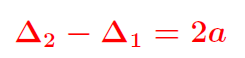 Δ₂ − Δ₁ = 2a